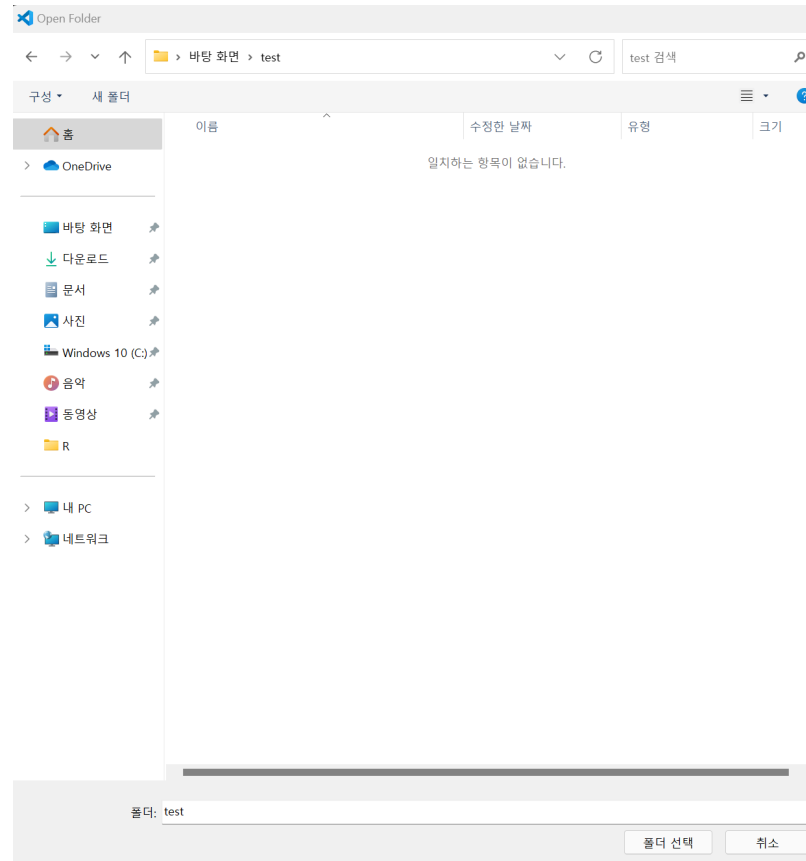 Open Folder
바탕 화면 › test
test 검색
구성
새 폴더
이름
수정한 날짜
유형
크기
일치하는 항목이 없습니다.
홈
OneDrive
바탕 화면
다운로드
문서
사진
Windows 10 (C:)
음악
동영상
R
내 PC
네트워크
폴더: test
폴더 선택
취소